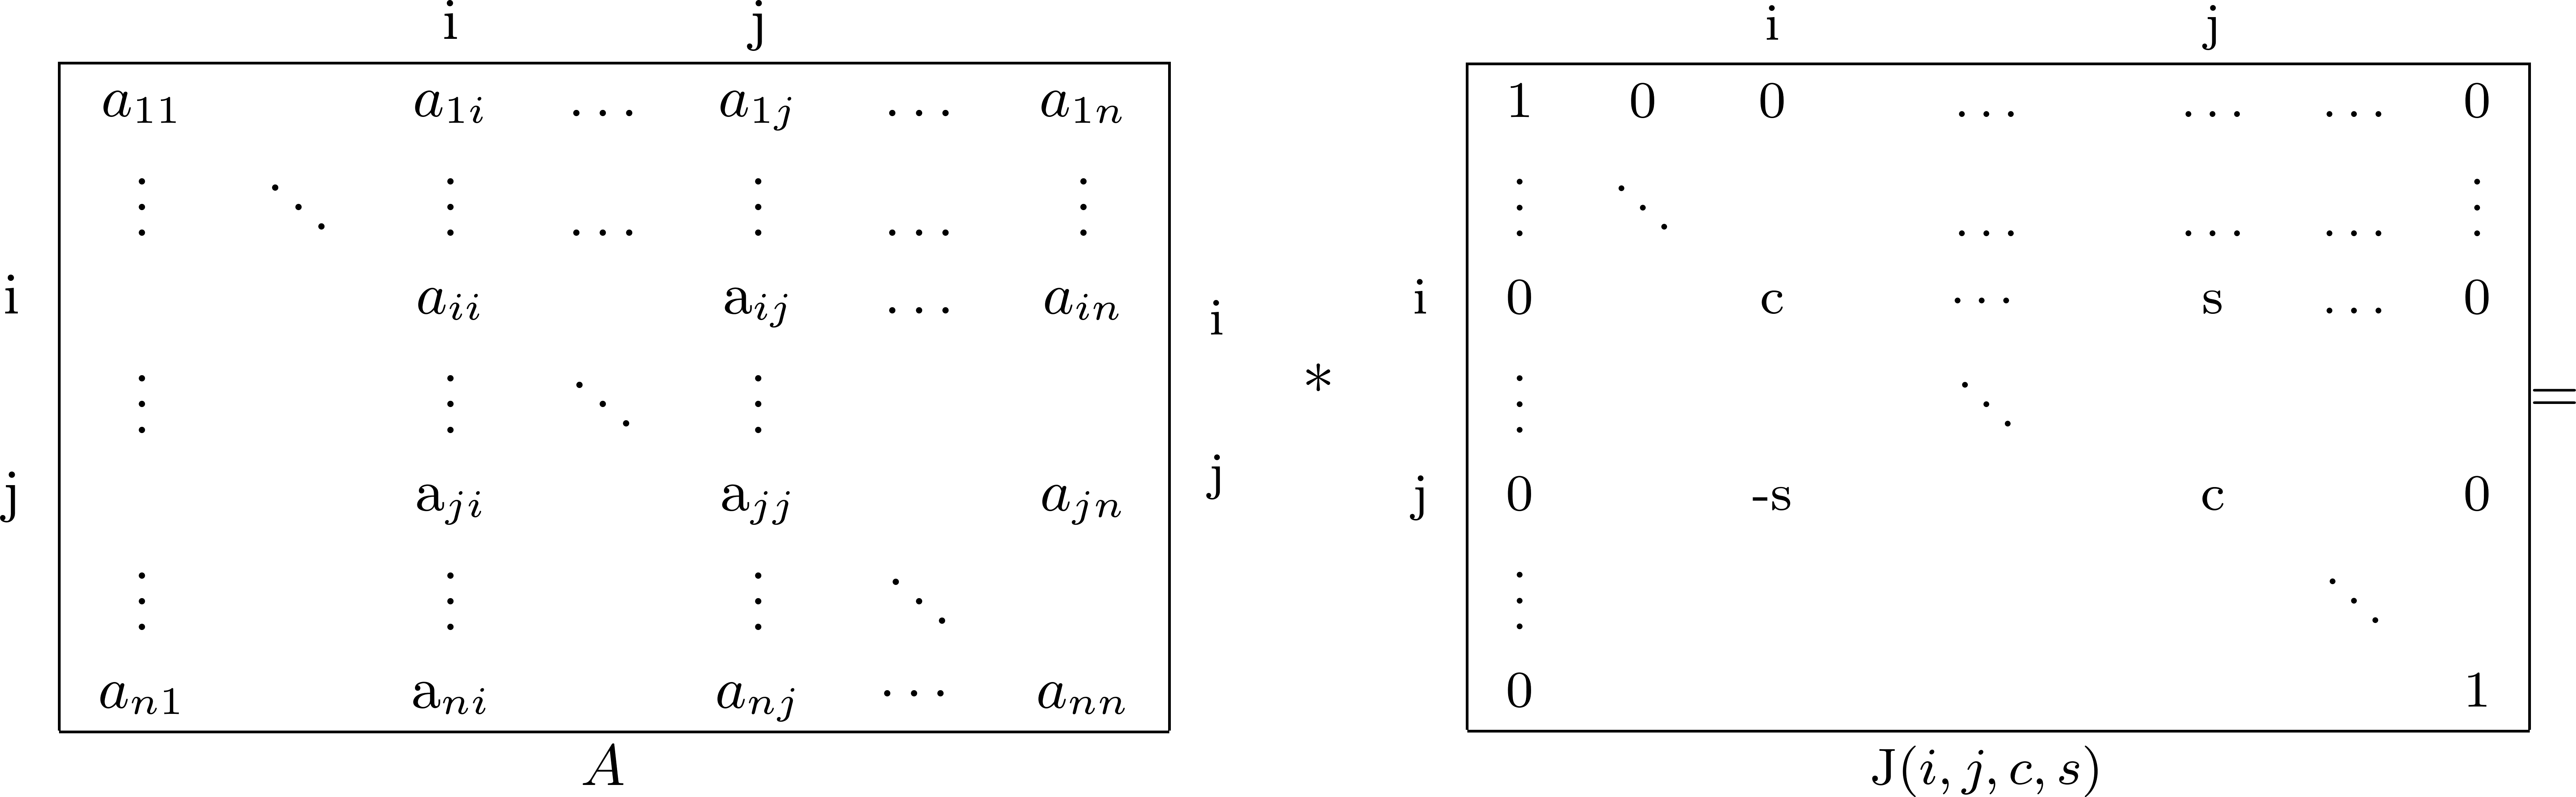 i j i j
a₁₁ a₁ᵢ ⋯ a₁ⱼ ⋯ a₁ₙ 1 0 0 ⋯ ⋯ ⋯ 0
⋮ ⋱ ⋮ ⋯ ⋮ ⋯ ⋮ ⋮ ⋱ ⋯ ⋯ ⋯ ⋮
i aᵢᵢ aᵢⱼ ⋯ aᵢₙ i i 0 c ⋯ s ⋯ 0
⋮ ⋮ ⋱ ⋮ * ⋮ ⋱ =
j aⱼᵢ aⱼⱼ aⱼₙ j j 0 -s c 0
⋮ ⋮ ⋮ ⋱ ⋮ ⋱
aₙ₁ aₙᵢ aₙⱼ ⋯ aₙₙ 0 1
A J(i, j, c, s)